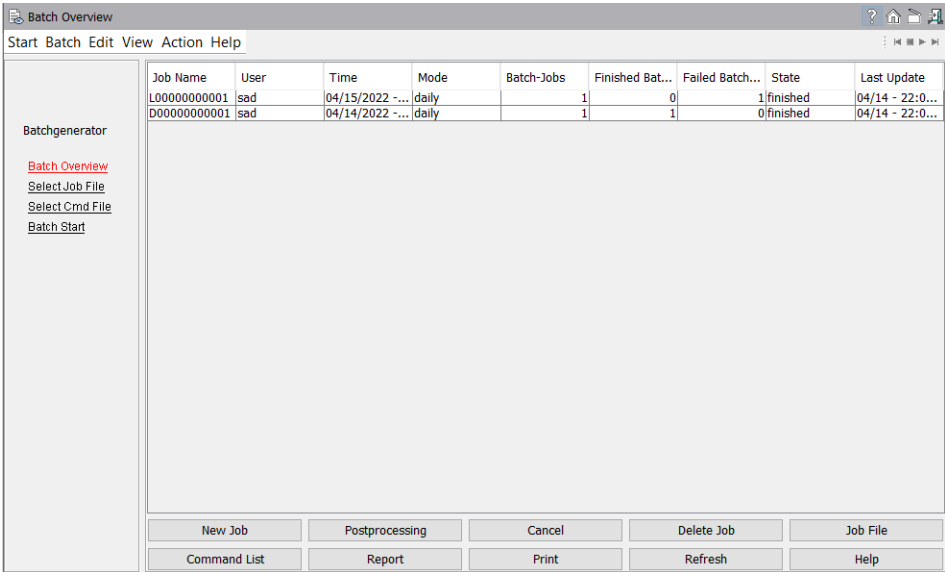 Batch Overview
Start Batch Edit View Action Help
Batchgenerator
Batch Overview
Select Job File
Select Cmd File
Batch Start
Job Name User Time Mode Batch-Jobs Finished Bat... Failed Batch... State Last Update
L00000000001 sad 04/15/2022 -... daily 1 0 1 finished 04/14 - 22:0...
D00000000001 sad 04/14/2022 -... daily 1 1 0 finished 04/14 - 22:0...
New Job Postprocessing Cancel Delete Job Job File
Command List Report Print Refresh Help